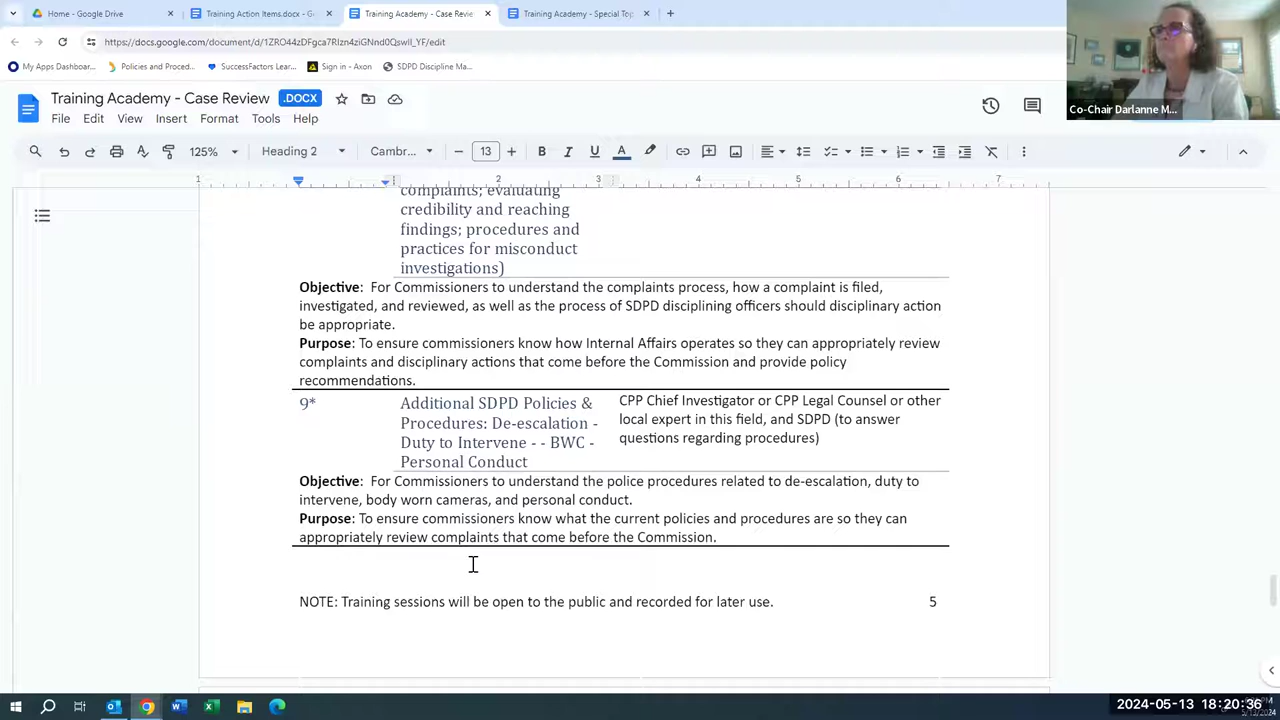 Home - Google Drive
Training Action Items.docx - G
Training Academy - Case Revie
Training Academy - Special Top
https://docs.google.com/document/d/1ZRO44zDFgca7Rlzn4ziGNnd0Qswll_YF/edit
My Apps Dashboar...
Policies and Proced...
SuccessFactors Lear...
Sign in - Axon
SDPD Discipline Ma...
Co-Chair Darlanne M...
Training Academy - Case Review
.DOCX
File Edit View Insert Format Tools Help
125%
Heading 2
Cambr...
13
1 2 3 4 5 6 7
complaints; evaluating
credibility and reaching
findings; procedures and
practices for misconduct
investigations)
Objective: For Commissioners to understand the complaints process, how a complaint is filed,
investigated, and reviewed, as well as the process of SDPD disciplining officers should disciplinary action
be appropriate.
Purpose: To ensure commissioners know how Internal Affairs operates so they can appropriately review
complaints and disciplinary actions that come before the Commission and provide policy
recommendations.
9*
Additional SDPD Policies &
Procedures: De-escalation -
Duty to Intervene - - BWC -
Personal Conduct
CPP Chief Investigator or CPP Legal Counsel or other
local expert in this field, and SDPD (to answer
questions regarding procedures)
Objective: For Commissioners to understand the police procedures related to de-escalation, duty to
intervene, body worn cameras, and personal conduct.
Purpose: To ensure commissioners know what the current policies and procedures are so they can
appropriately review complaints that come before the Commission.
NOTE: Training sessions will be open to the public and recorded for later use. 5
2024-05-13 18:20:36